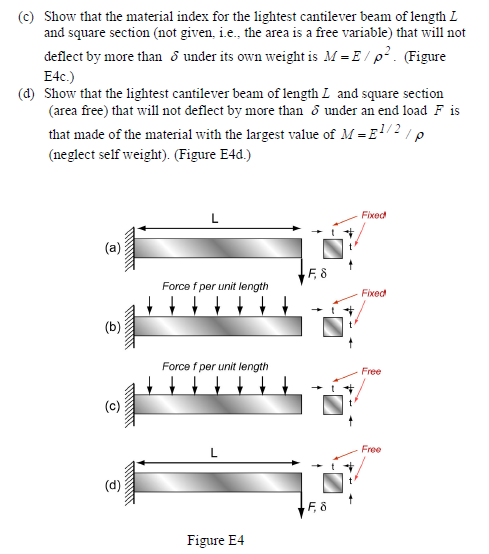 (c) Show that the material index for the lightest cantilever beam of length L
and square section (not given, i.e., the area is a free variable) that will not
deflect by more than δ under its own weight is M = E / ρ². (Figure
E4c.)
(d) Show that the lightest cantilever beam of length L and square section
(area free) that will not deflect by more than δ under an end load F is
that made of the material with the largest value of M = E^1/2 / ρ
(neglect self weight). (Figure E4d.)
L
Fixed
t
(a)
t
F, δ
Force f per unit length
Fixed
t
(b)
t
Force f per unit length
Free
t
(c)
t
L
Free
t
(d)
t
F, δ
Figure E4